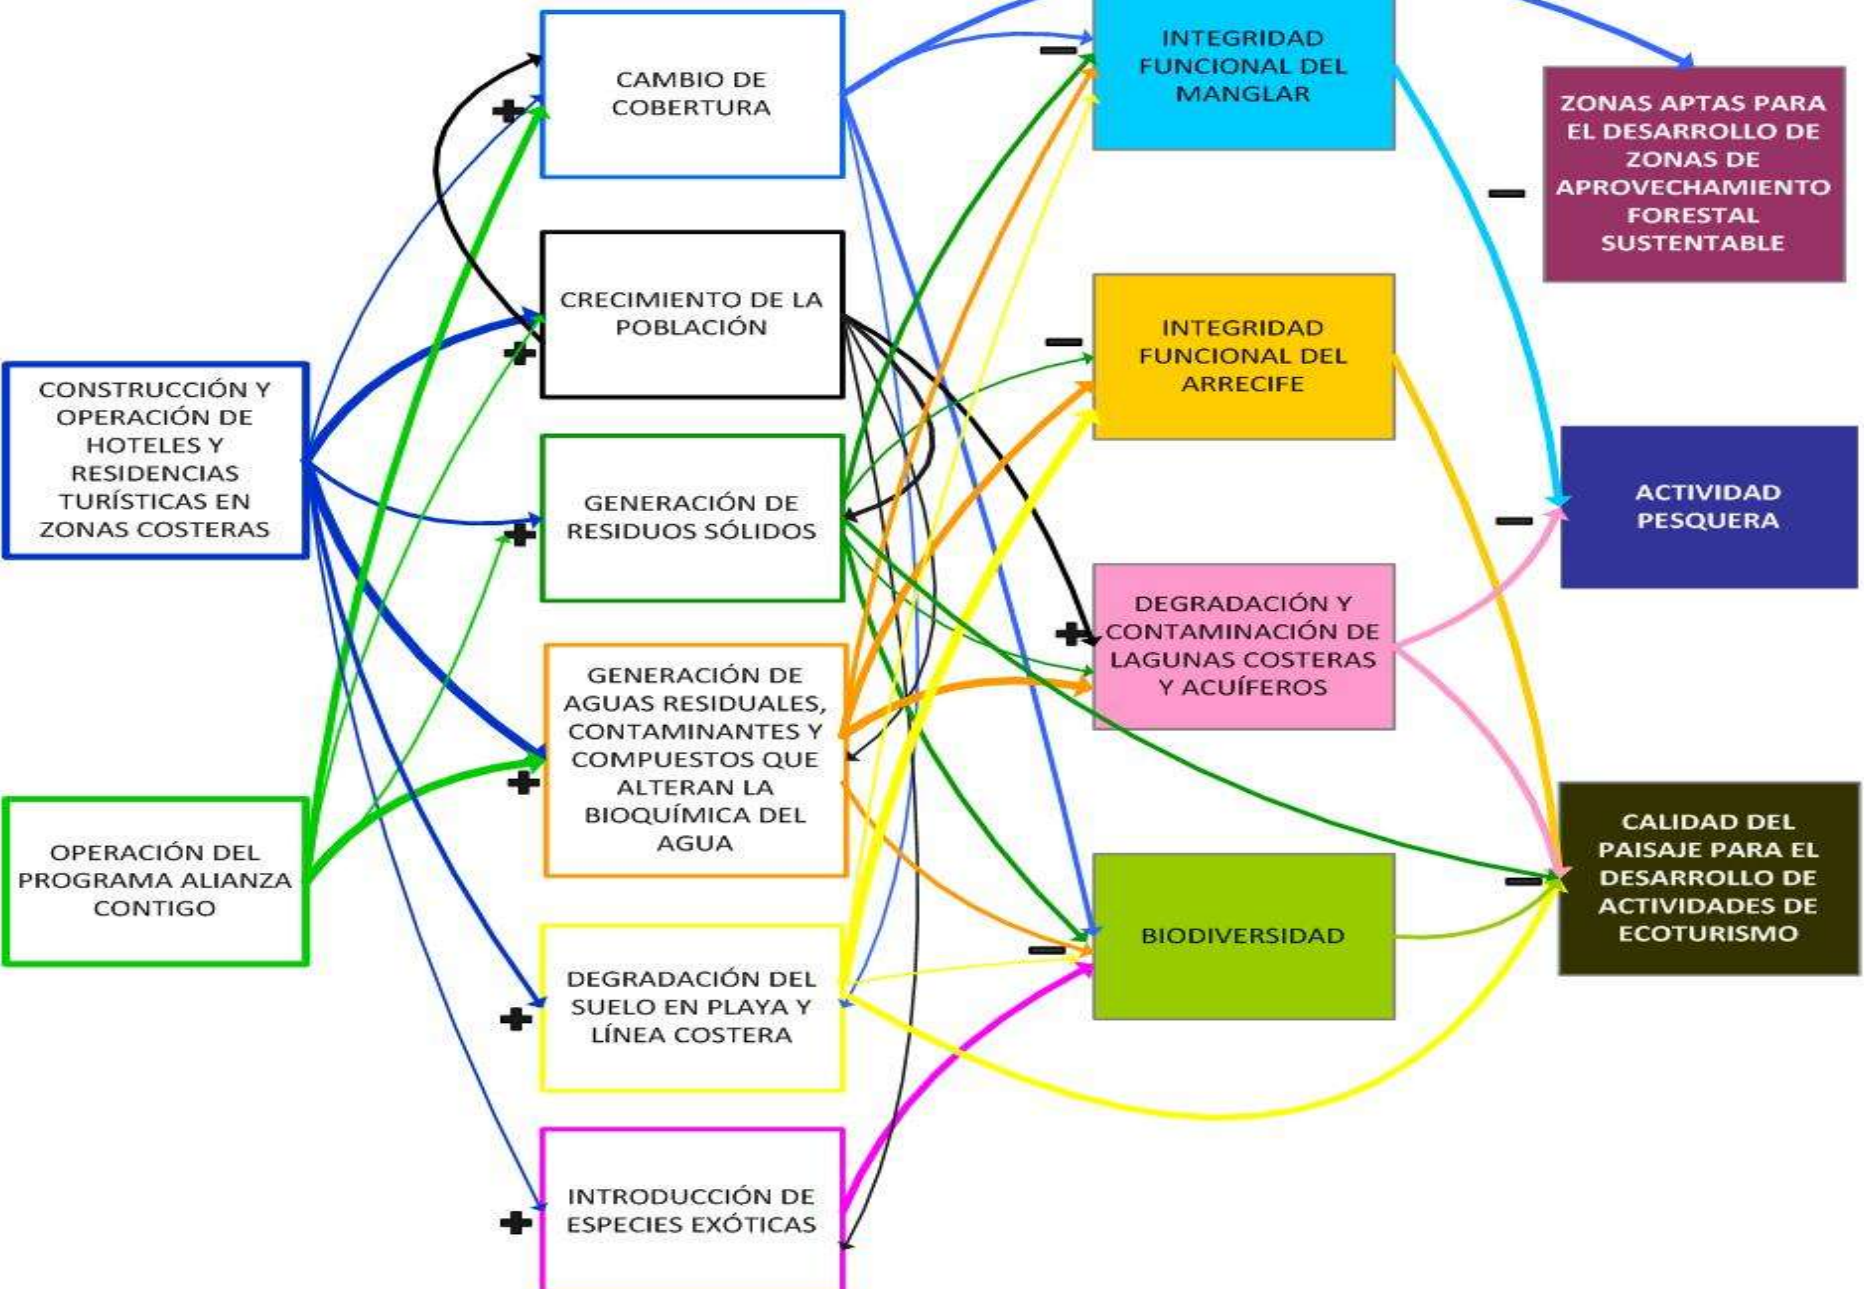 CAMBIO DE
COBERTURA
CRECIMIENTO DE LA
POBLACIÓN
CONSTRUCCIÓN Y
OPERACIÓN DE
HOTELES Y
RESIDENCIAS
TURÍSTICAS EN
ZONAS COSTERAS
GENERACIÓN DE
RESIDUOS SÓLIDOS
GENERACIÓN DE
AGUAS RESIDUALES,
CONTAMINANTES Y
COMPUESTOS QUE
ALTERAN LA
BIOQUÍMICA DEL
AGUA
OPERACIÓN DEL
PROGRAMA ALIANZA
CONTIGO
DEGRADACIÓN DEL
SUELO EN PLAYA Y
LÍNEA COSTERA
INTRODUCCIÓN DE
ESPECIES EXÓTICAS
INTEGRIDAD
FUNCIONAL DEL
MANGLAR
INTEGRIDAD
FUNCIONAL DEL
ARRECIFE
DEGRADACIÓN Y
CONTAMINACIÓN DE
LAGUNAS COSTERAS
Y ACUÍFEROS
BIODIVERSIDAD
ZONAS APTAS PARA
EL DESARROLLO DE
ZONAS DE
APROVECHAMIENTO
FORESTAL
SUSTENTABLE
ACTIVIDAD
PESQUERA
CALIDAD DEL
PAISAJE PARA EL
DESARROLLO DE
ACTIVIDADES DE
ECOTURISMO